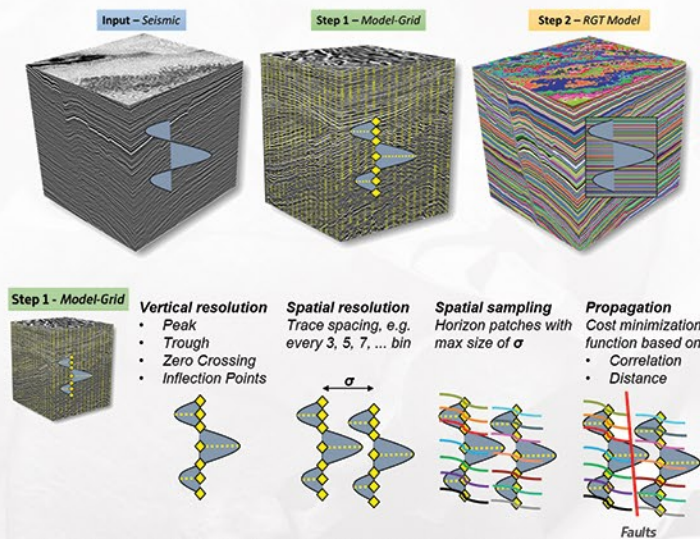 Input – Seismic
Step 1 – Model-Grid
Step 2 – RGT Model
Step 1 - Model-Grid
Vertical resolution
• Peak
• Trough
• Zero Crossing
• Inflection Points
Spatial resolution
Trace spacing, e.g.
every 3, 5, 7, ... bin
σ
Spatial sampling
Horizon patches with
max size of σ
Propagation
Cost minimization
function based on
• Correlation
• Distance
Faults